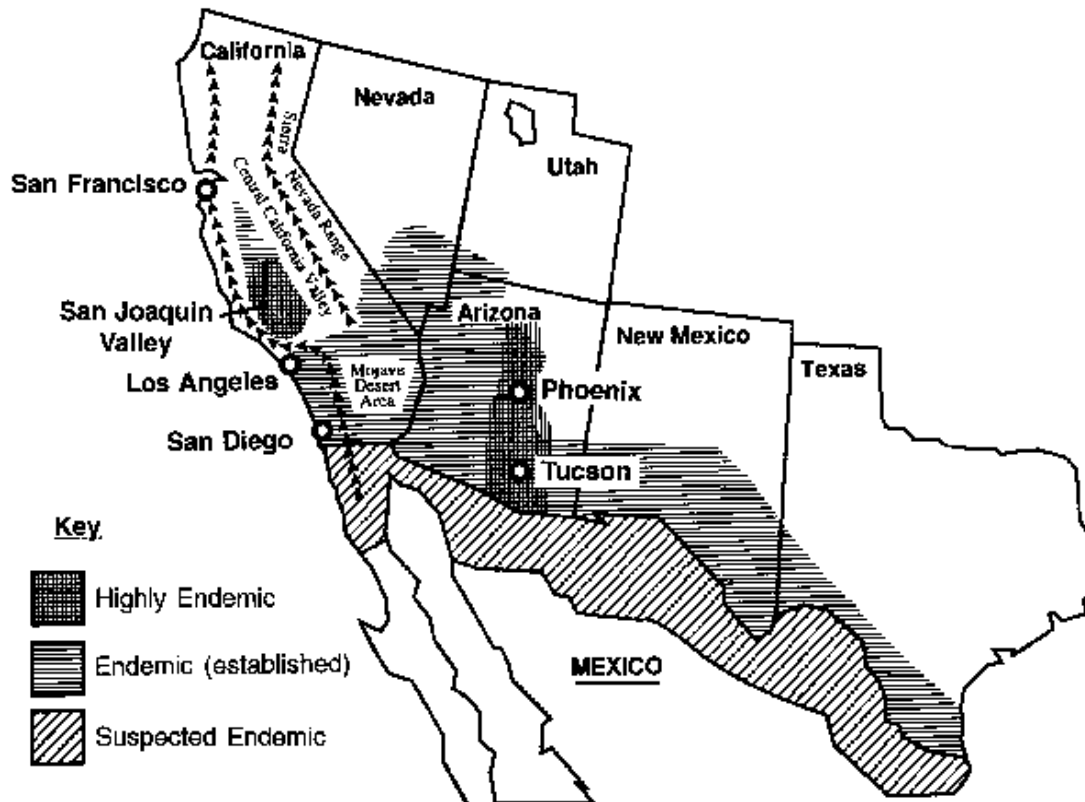 California
Nevada
Utah
Sierra
Nevada Range
Central California Valley
San Francisco
San Joaquin
Valley
Arizona
New Mexico
Texas
Los Angeles
Mojave
Desert
Area
Phoenix
San Diego
Tucson
Key
Highly Endemic
Endemic (established)
MEXICO
Suspected Endemic